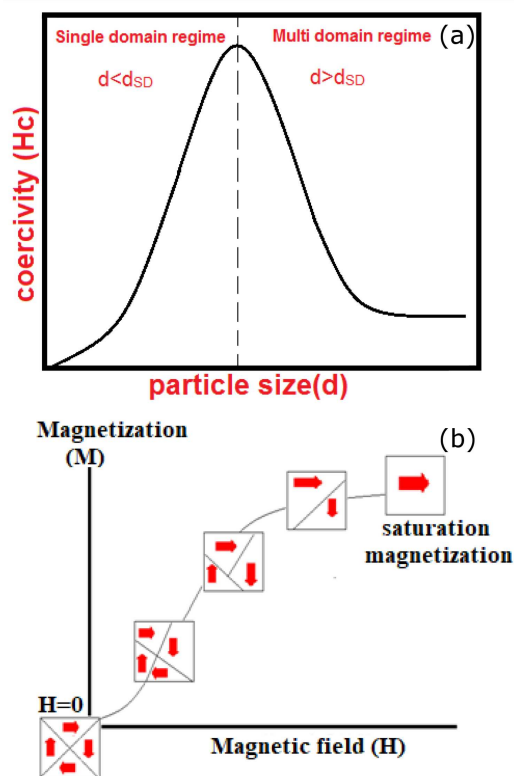 Single domain regime
Multi domain regime
(a)
d<dSD
d>dSD
coercivity (Hc)
particle size(d)
(b)
Magnetization
(M)
saturation
magnetization
H=0
Magnetic field (H)